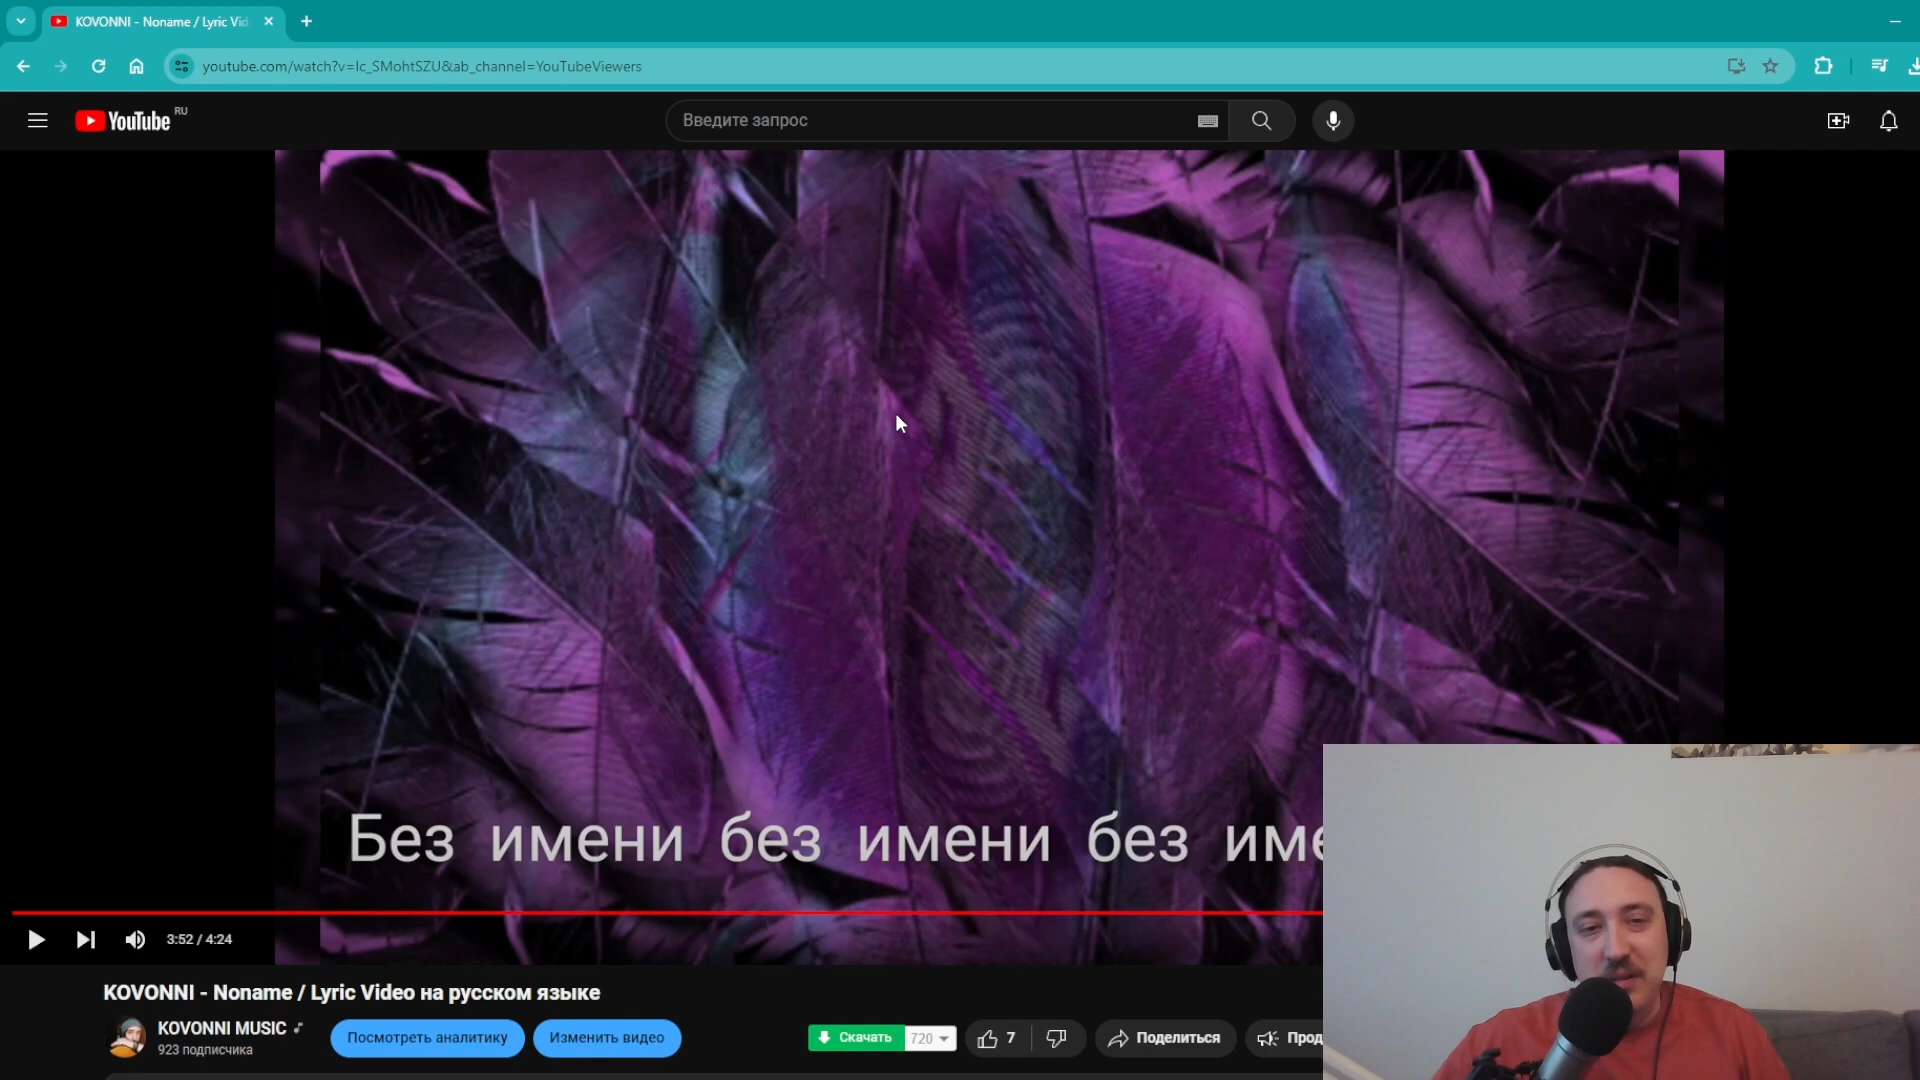 KOVONNI - Noname / Lyric Vid
youtube.com/watch?v=Ic_SMohtSZU&ab_channel=YouTubeViewers
YouTube RU
Введите запрос
Без имени без имени без име
3:52 / 4:24
KOVONNI - Noname / Lyric Video на русском языке
KOVONNI MUSIC
923 подписчика
Посмотреть аналитику
Изменить видео
Скачать
720
7
Поделиться
Прод